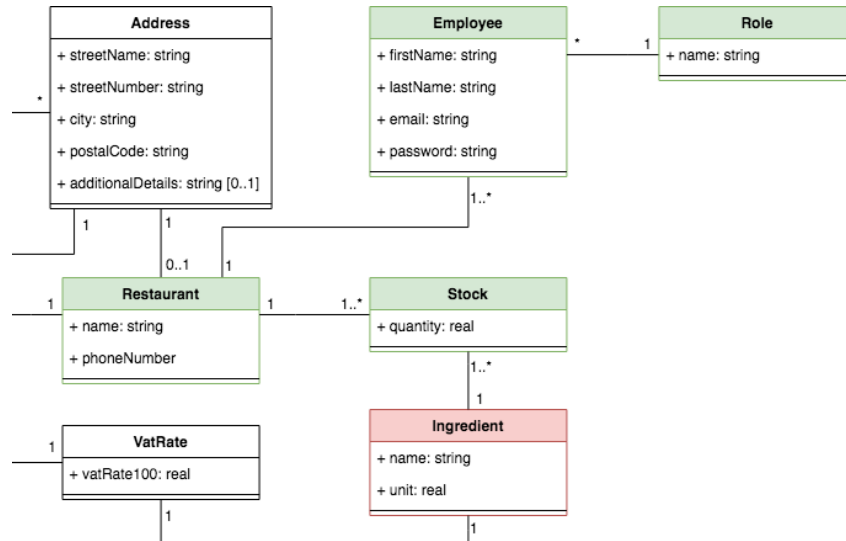 Address
+ streetName: string
+ streetNumber: string
+ city: string
+ postalCode: string
+ additionalDetails: string [0..1]
Employee
+ firstName: string
+ lastName: string
+ email: string
+ password: string
Role
+ name: string
*
*
1
1
1
1..*
0..1
1
Restaurant
+ name: string
+ phoneNumber
1
1
1..*
Stock
+ quantity: real
1..*
1
VatRate
+ vatRate100: real
1
1
Ingredient
+ name: string
+ unit: real
1